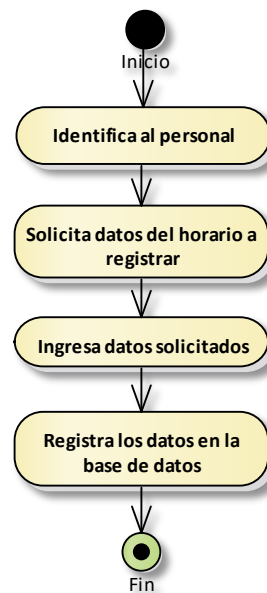 Inicio
Identifica al personal
Solicita datos del horario a
registrar
Ingresa datos solicitados
Registra los datos en la
base de datos
Fin